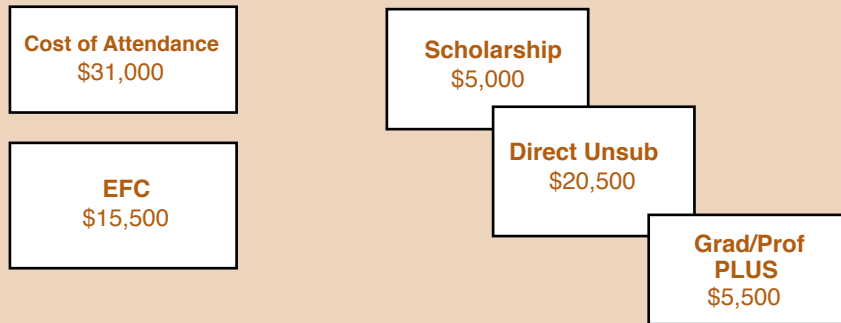 Cost of Attendance
$31,000
EFC
$15,500
Scholarship
$5,000
Direct Unsub
$20,500
Grad/Prof
PLUS
$5,500